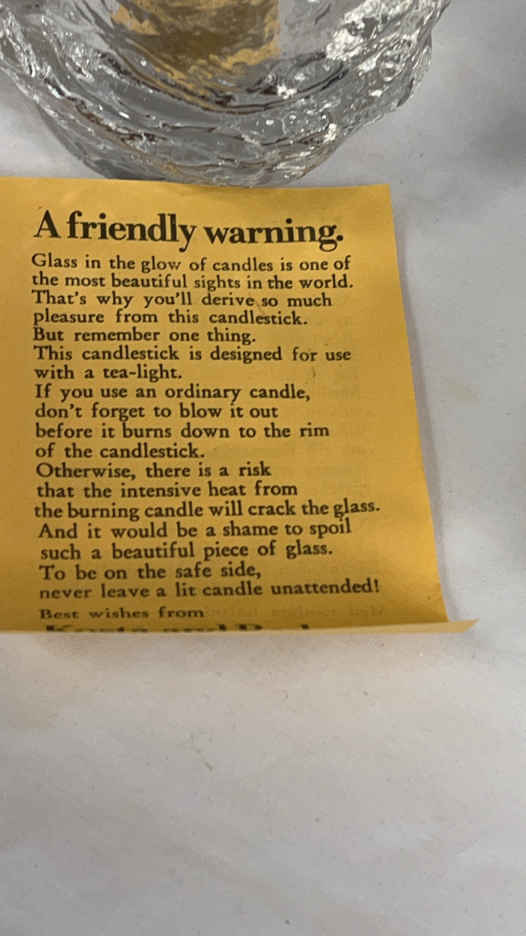 A friendly warning.
Glass in the glow of candles is one of
the most beautiful sights in the world.
That's why you'll derive so much
pleasure from this candlestick.
But remember one thing.
This candlestick is designed for use
with a tea-light.
If you use an ordinary candle,
don't forget to blow it out
before it burns down to the rim
of the candlestick.
Otherwise, there is a risk
that the intensive heat from
the burning candle will crack the glass.
And it would be a shame to spoil
such a beautiful piece of glass.
To be on the safe side,
never leave a lit candle unattended!
Best wishes from